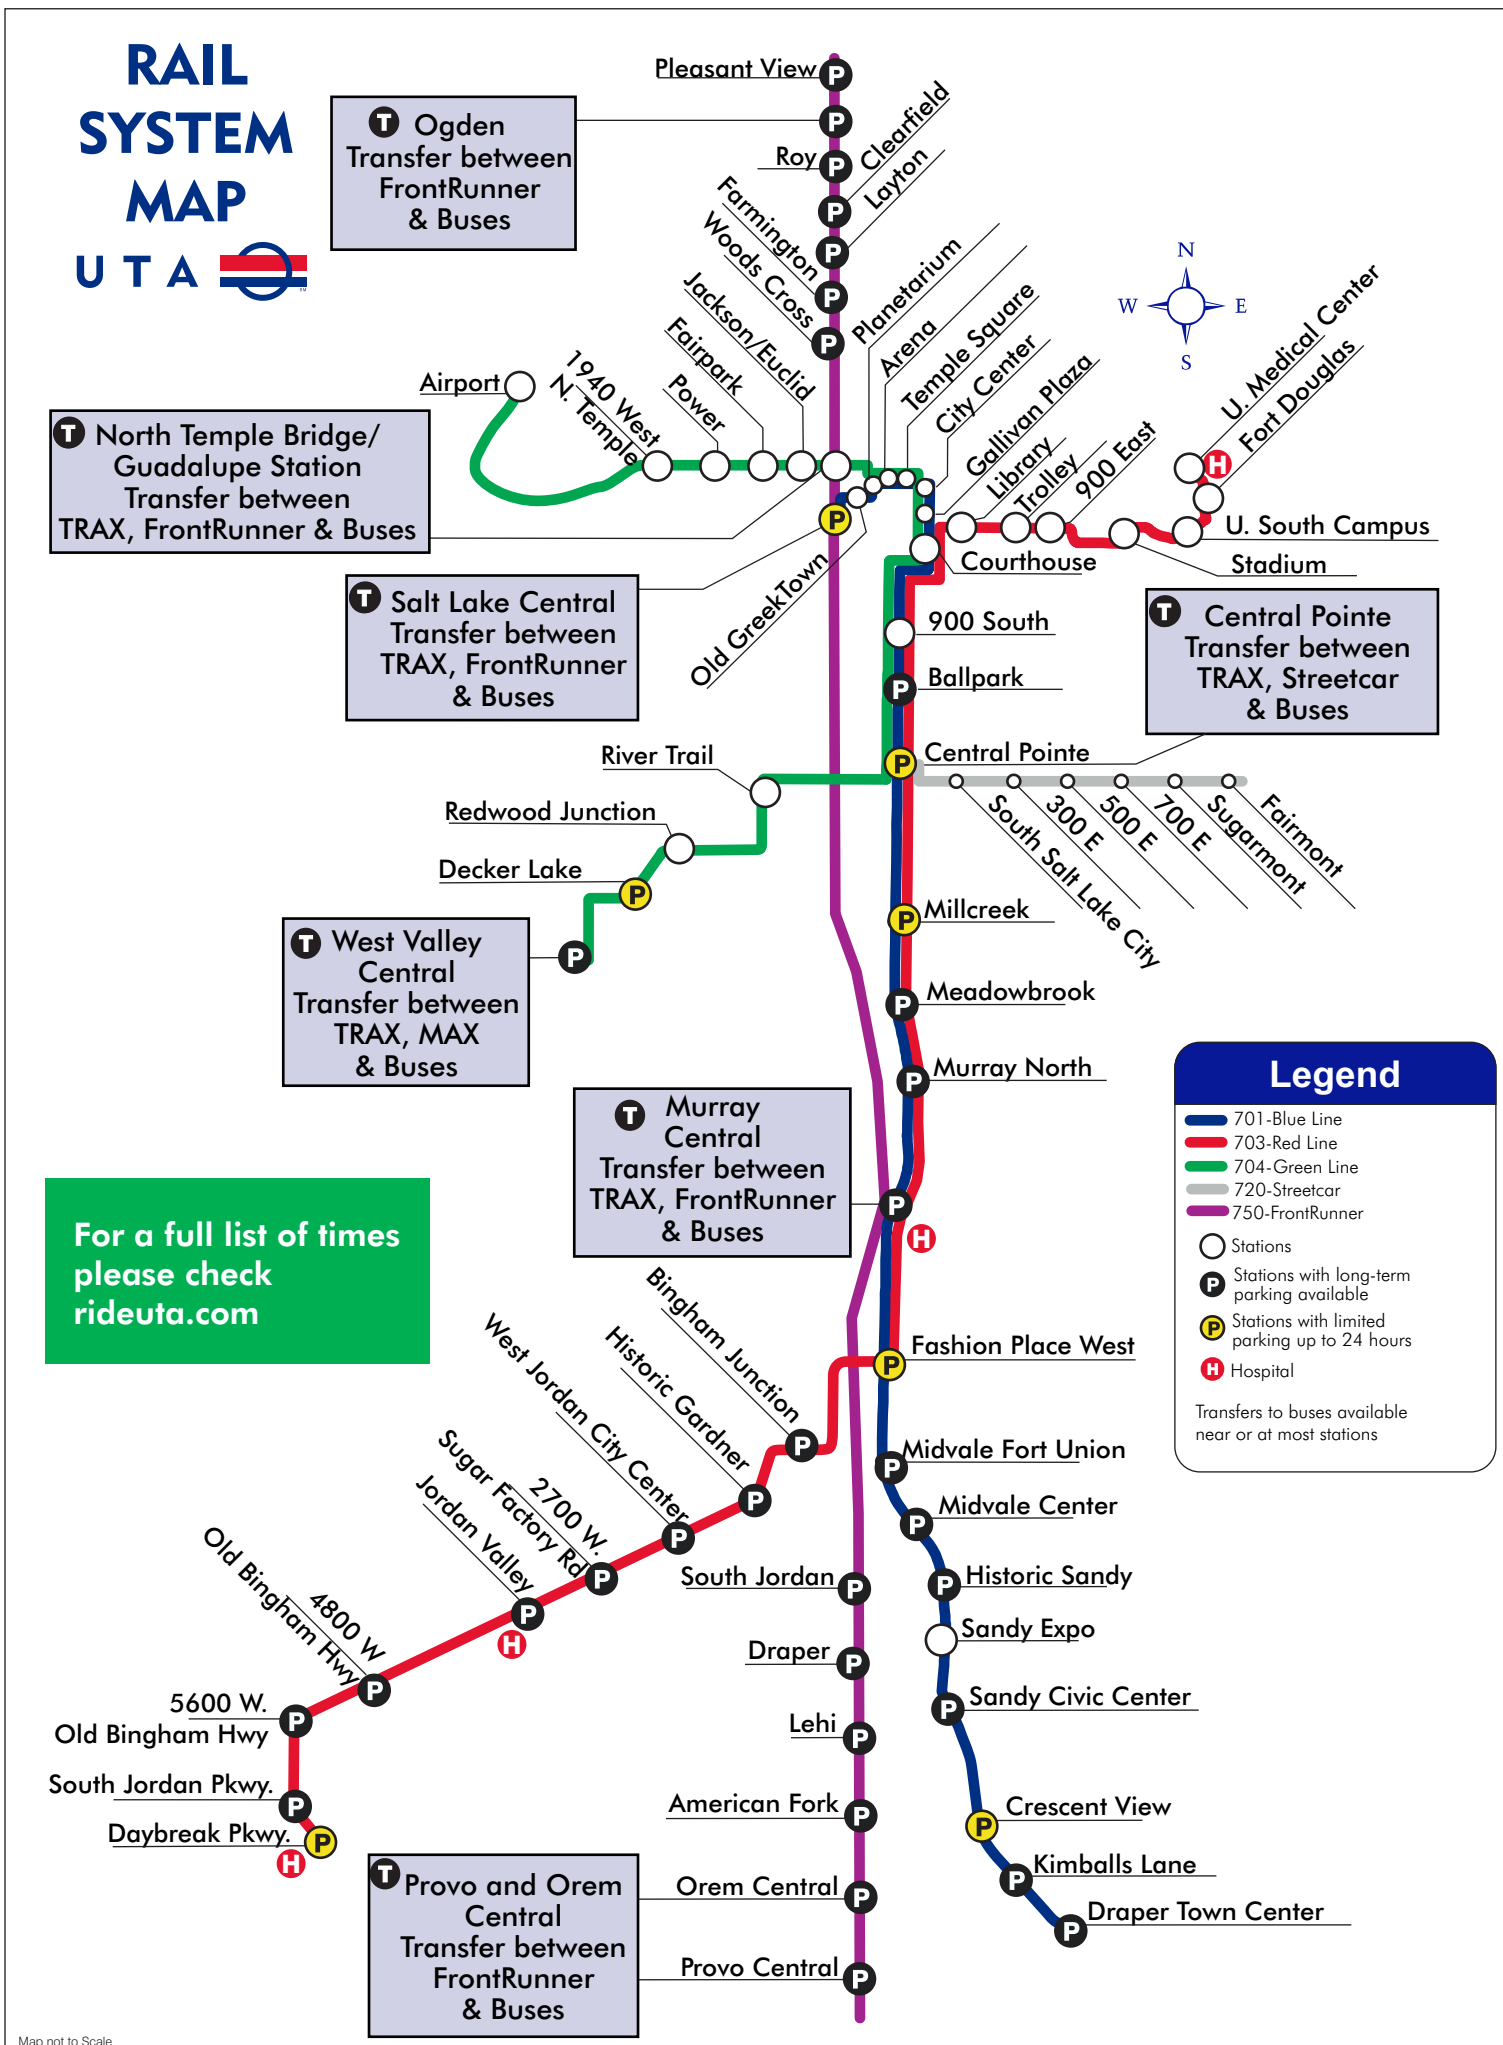 RAIL
SYSTEM
MAP
UTA
Pleasant View
T Ogden
Transfer between
FrontRunner
& Buses
Roy
Clearfield
Layton
Farmington
Woods Cross
Jackson/Euclid
Fairpark
Power
1940 West
N. Temple
Airport
Planetarium
Arena
Temple Square
City Center
Gallivan Plaza
Library
Trolley
900 East
N
W E
S
U. Medical Center
Fort Douglas
H
U. South Campus
Stadium
Courthouse
T North Temple Bridge/
Guadalupe Station
Transfer between
TRAX, FrontRunner & Buses
T Salt Lake Central
Transfer between
TRAX, FrontRunner
& Buses
Old GreekTown
900 South
Ballpark
T Central Pointe
Transfer between
TRAX, Streetcar
& Buses
Central Pointe
South Salt Lake City
300 E
500 E
700 E
Sugarmont
Fairmont
River Trail
Redwood Junction
Decker Lake
T West Valley
Central
Transfer between
TRAX, MAX
& Buses
Millcreek
Meadowbrook
Murray North
T Murray
Central
Transfer between
TRAX, FrontRunner
& Buses
H
Legend
701-Blue Line
703-Red Line
704-Green Line
720-Streetcar
750-FrontRunner
Stations
P Stations with long-term
parking available
P Stations with limited
parking up to 24 hours
H Hospital
Transfers to buses available
near or at most stations
For a full list of times
please check
rideuta.com
Fashion Place West
Bingham Junction
Historic Gardner
West Jordan City Center
2700 W.
Sugar Factory Rd
Jordan Valley
H
4800 W
Old Bingham Hwy
5600 W.
Old Bingham Hwy
South Jordan Pkwy.
Daybreak Pkwy.
H
Midvale Fort Union
Midvale Center
Historic Sandy
Sandy Expo
Sandy Civic Center
Crescent View
Kimballs Lane
Draper Town Center
South Jordan
Draper
Lehi
American Fork
Orem Central
Provo Central
T Provo and Orem
Central
Transfer between
FrontRunner
& Buses
Map not to Scale